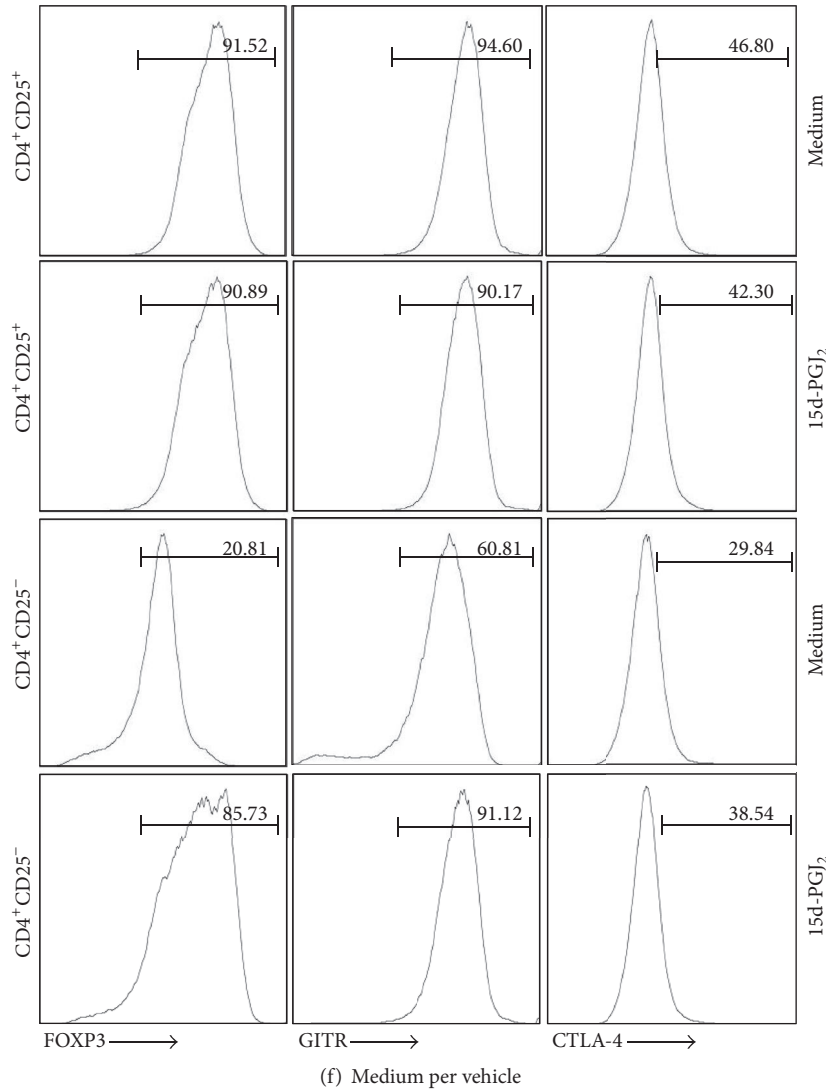 CD4⁺CD25⁺ 91.52 94.60 46.80 Medium
CD4⁺CD25⁺ 90.89 90.17 42.30 15d-PGJ₂
CD4⁺CD25⁻ 20.81 60.81 29.84 Medium
CD4⁺CD25⁻ 85.73 91.12 38.54 15d-PGJ₂
FOXP3 GITR CTLA-4
(f) Medium per vehicle